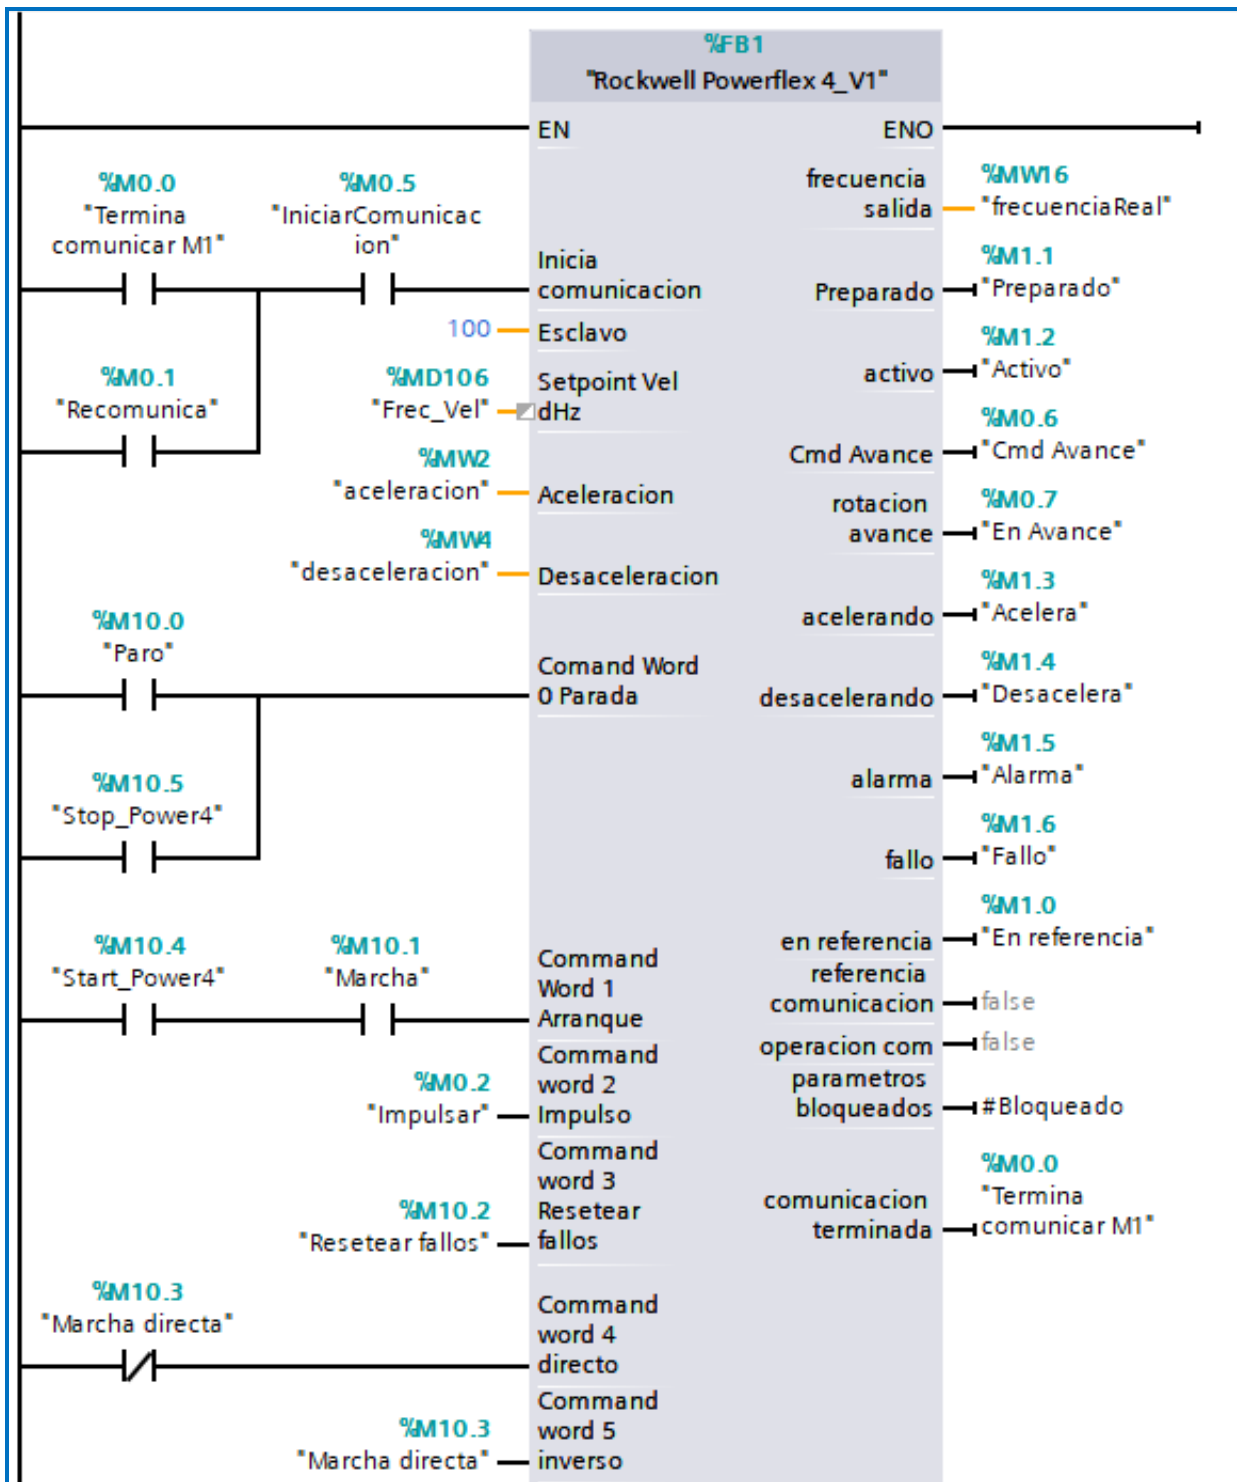 %FB1
"Rockwell Powerflex 4_V1"
EN
ENO
%M0.0
"Termina
comunicar M1"
%M0.5
"IniciarComunicac
ion"
Inicia
comunicacion
%M0.1
"Recomunica"
100
Esclavo
%MD106
"Frec_Vel"
Setpoint Vel
dHz
%MW2
"aceleracion"
Aceleracion
%MW4
"desaceleracion"
Desaceleracion
%M10.0
"Paro"
Comand Word
0 Parada
%M10.5
"Stop_Power4"
%M10.4
"Start_Power4"
%M10.1
"Marcha"
Command
Word 1
Arranque
%M0.2
"Impulsar"
Command
word 2
Impulso
%M10.2
"Resetear fallos"
Command
word 3
Resetear
fallos
%M10.3
"Marcha directa"
Command
word 4
directo
%M10.3
"Marcha directa"
Command
word 5
inverso
frecuencia
salida
%MW16
"frecuenciaReal"
Preparado
%M1.1
"Preparado"
activo
%M1.2
"Activo"
Cmd Avance
%M0.6
"Cmd Avance"
rotacion
avance
%M0.7
"En Avance"
acelerando
%M1.3
"Acelera"
desacelerando
%M1.4
"Desacelera"
alarma
%M1.5
"Alarma"
fallo
%M1.6
"Fallo"
en referencia
%M1.0
"En referencia"
referencia
comunicacion
false
operacion com
false
parametros
bloqueados
#Bloqueado
comunicacion
terminada
%M0.0
"Termina
comunicar M1"